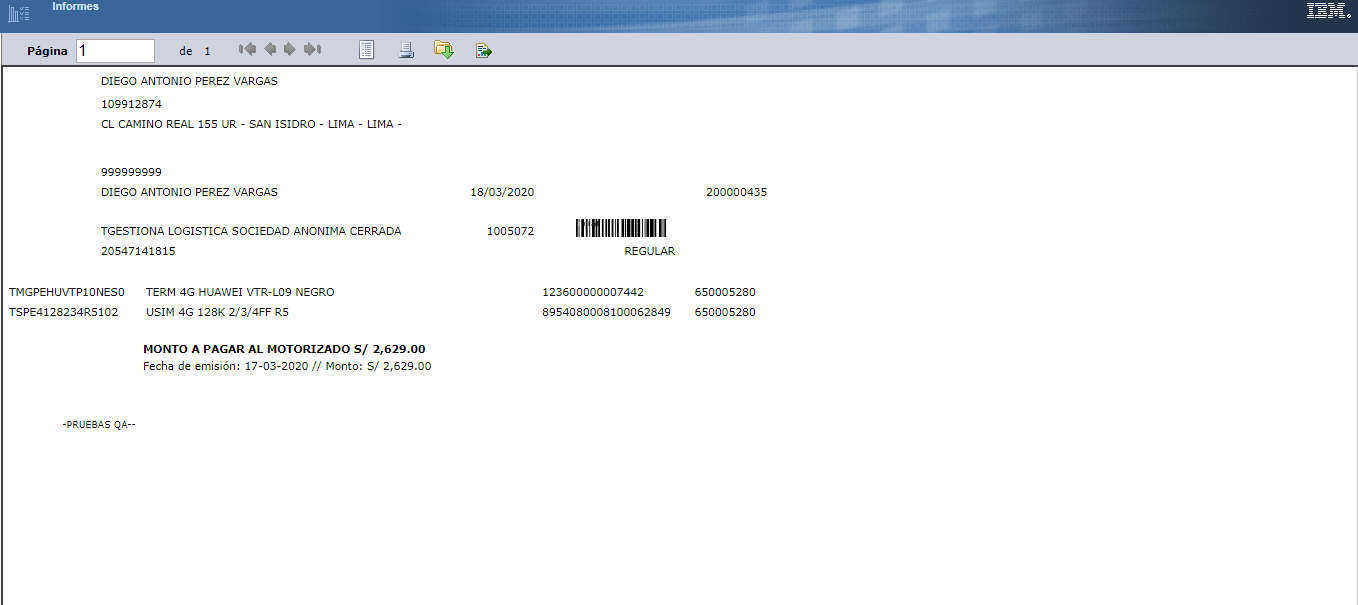 Informes
IBM.
Página 1 de 1
DIEGO ANTONIO PEREZ VARGAS
109912874
CL CAMINO REAL 155 UR - SAN ISIDRO - LIMA - LIMA -
999999999
DIEGO ANTONIO PEREZ VARGAS 18/03/2020 200000435
TGESTIONA LOGISTICA SOCIEDAD ANONIMA CERRADA 1005072
20547141815 REGULAR
TMGPEHUVTP10NES0 TERM 4G HUAWEI VTR-L09 NEGRO 123600000007442 650005280
TSPE4128234R5102 USIM 4G 128K 2/3/4FF R5 8954080008100062849 650005280
MONTO A PAGAR AL MOTORIZADO S/ 2,629.00
Fecha de emisión: 17-03-2020 // Monto: S/ 2,629.00
-PRUEBAS QA--